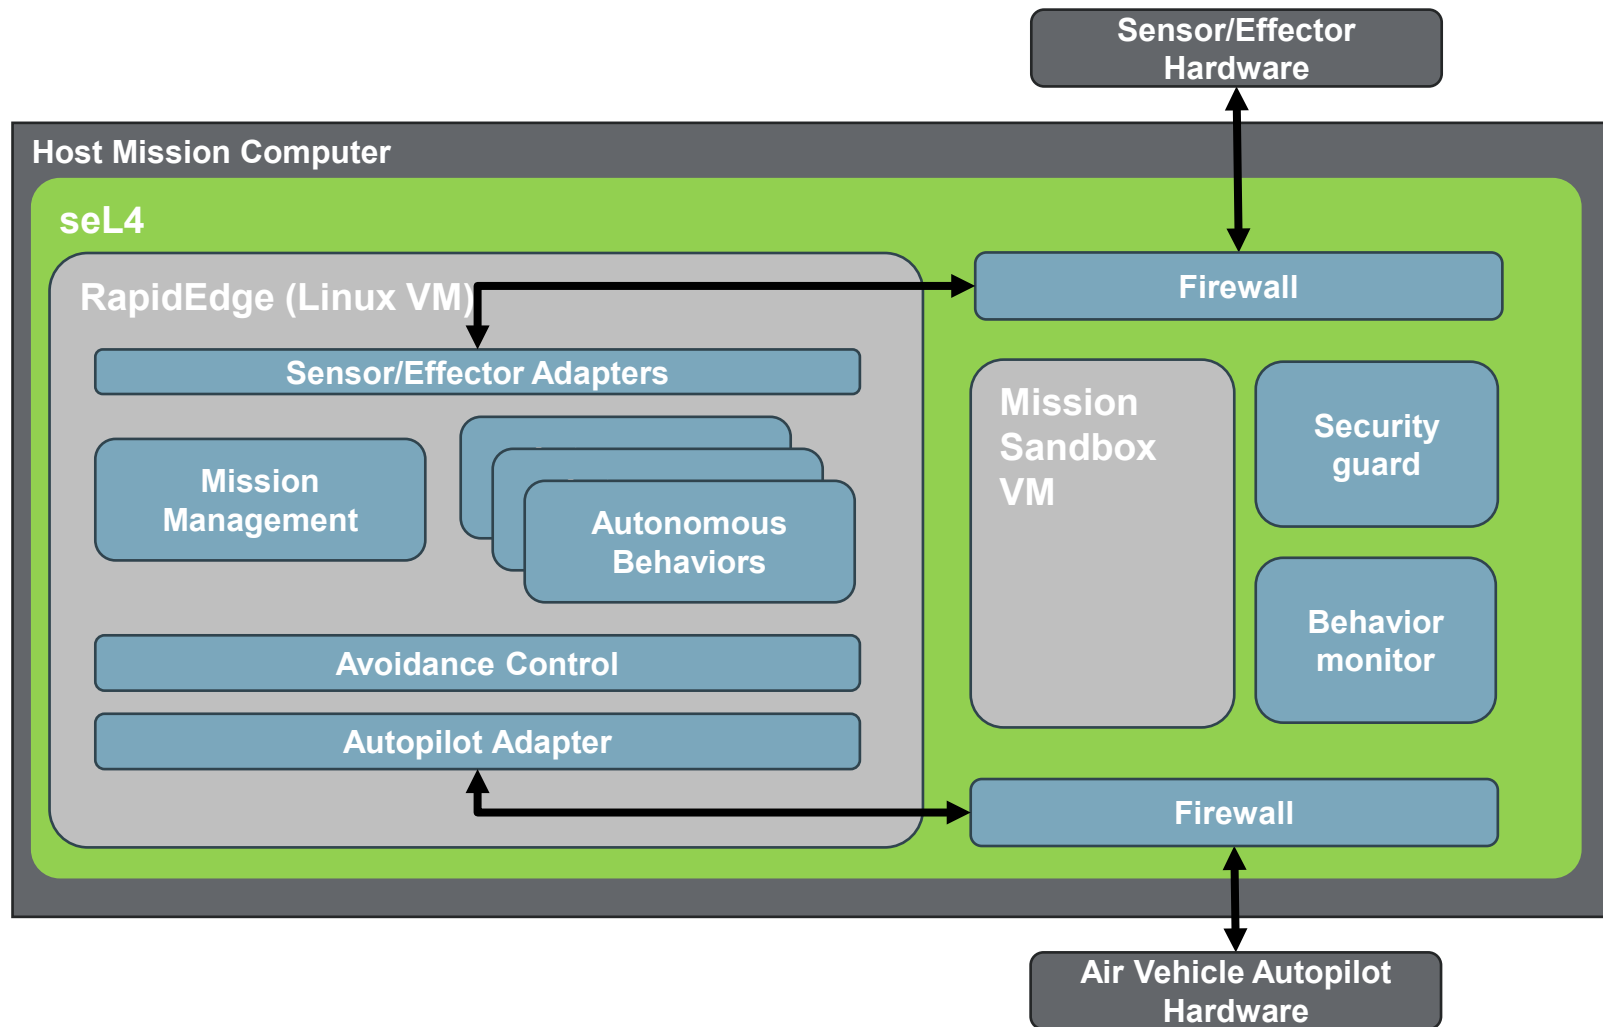 Sensor/Effector
Hardware
Host Mission Computer
seL4
RapidEdge (Linux VM)
Firewall
Sensor/Effector Adapters
Mission
Sandbox
VM
Security
guard
Mission
Management
Autonomous
Behaviors
Behavior
monitor
Avoidance Control
Autopilot Adapter
Firewall
Air Vehicle Autopilot
Hardware